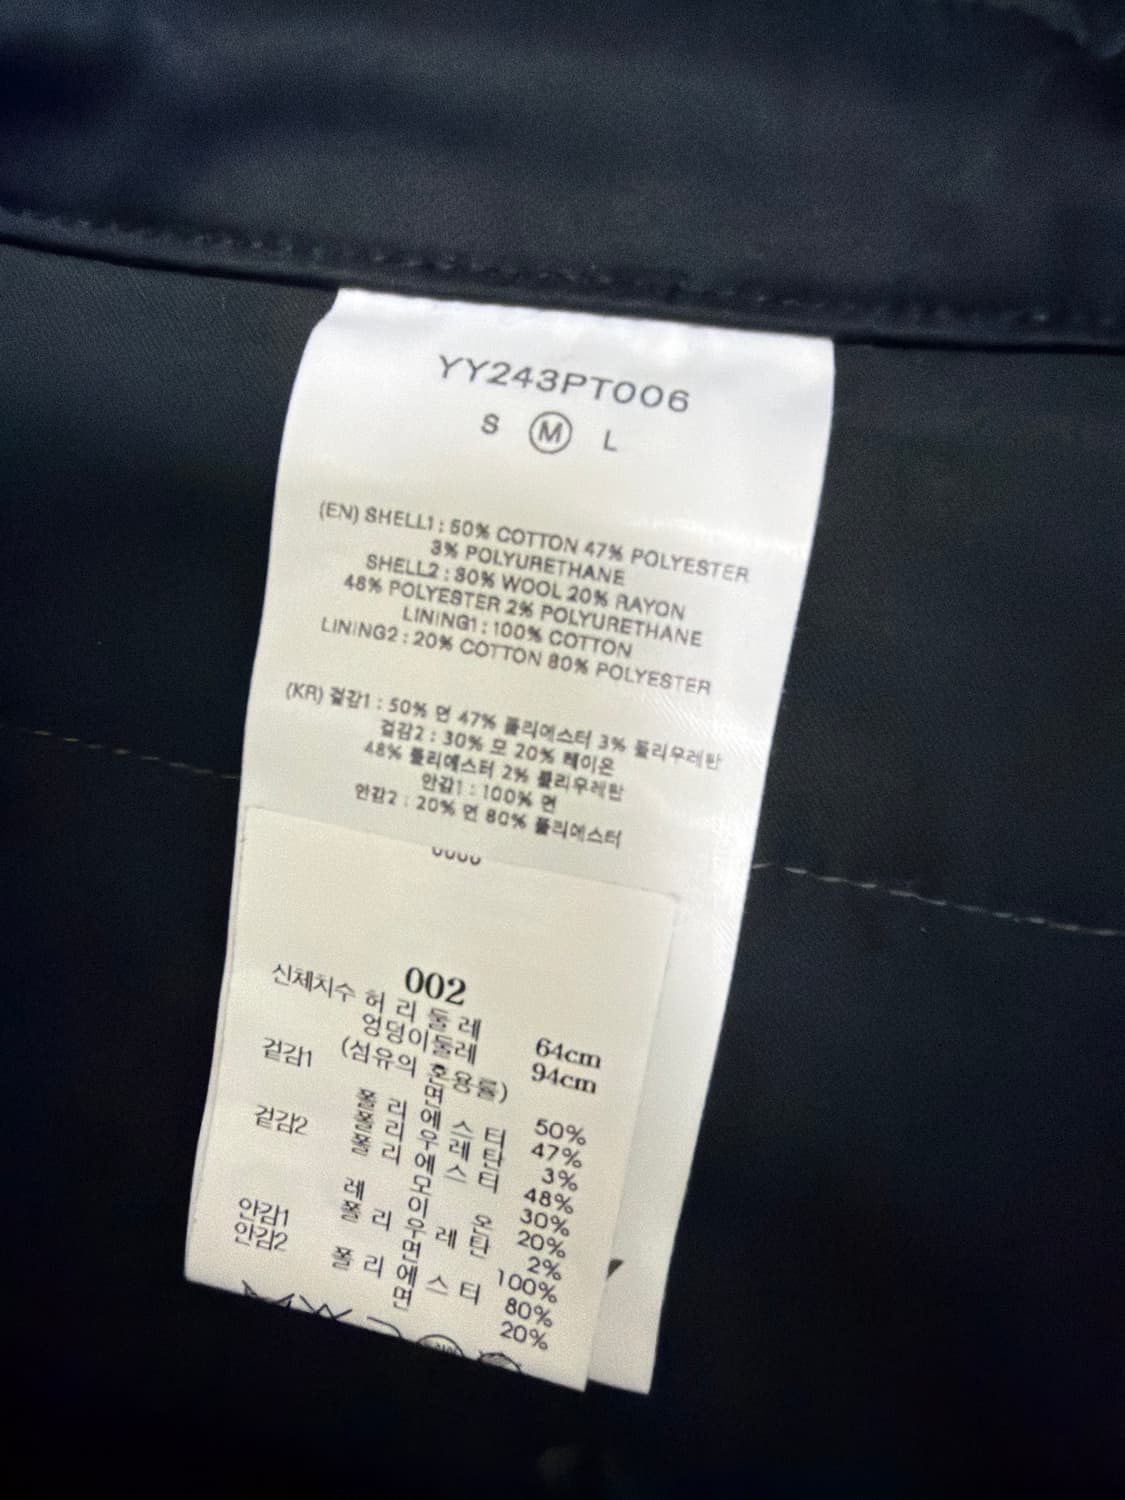 YY243PT006
S M L
(EN) SHELL1 : 50% COTTON 47% POLYESTER
3% POLYURETHANE
SHELL2 : 30% WOOL 20% RAYON
48% POLYESTER 2% POLYURETHANE
LINING1 : 100% COTTON
LINING2 : 20% COTTON 80% POLYESTER
(KR) 겉감1 : 50% 면 47% 폴리에스터 3% 폴리우레탄
겉감2 : 30% 모 20% 레이온
48% 폴리에스터 2% 폴리우레탄
안감1 : 100% 면
안감2 : 20% 면 80% 폴리에스터
002
신체치수 허리둘레 64cm
엉덩이둘레 94cm
(섬유의 혼용률)
겉감1 면 50%
폴리에스터 47%
폴리우레탄 3%
겉감2 폴리에스터 48%
모 30%
레이온 20%
폴리우레탄 2%
안감1 면 100%
안감2 폴리에스터 80%
면 20%